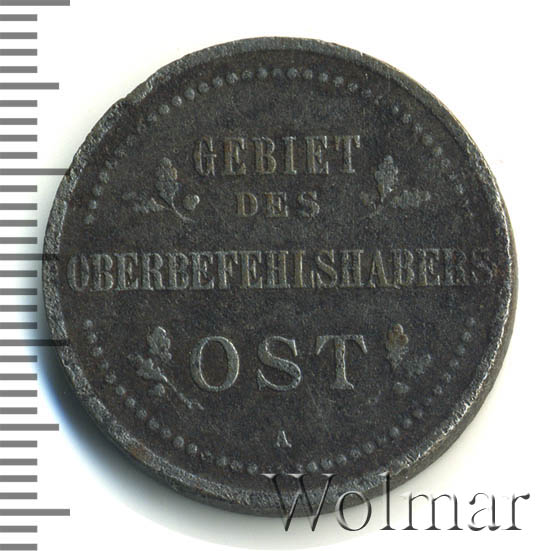 GEBIET
DES
OBERBEFEHLSHABERS
OST
A
Wolmar